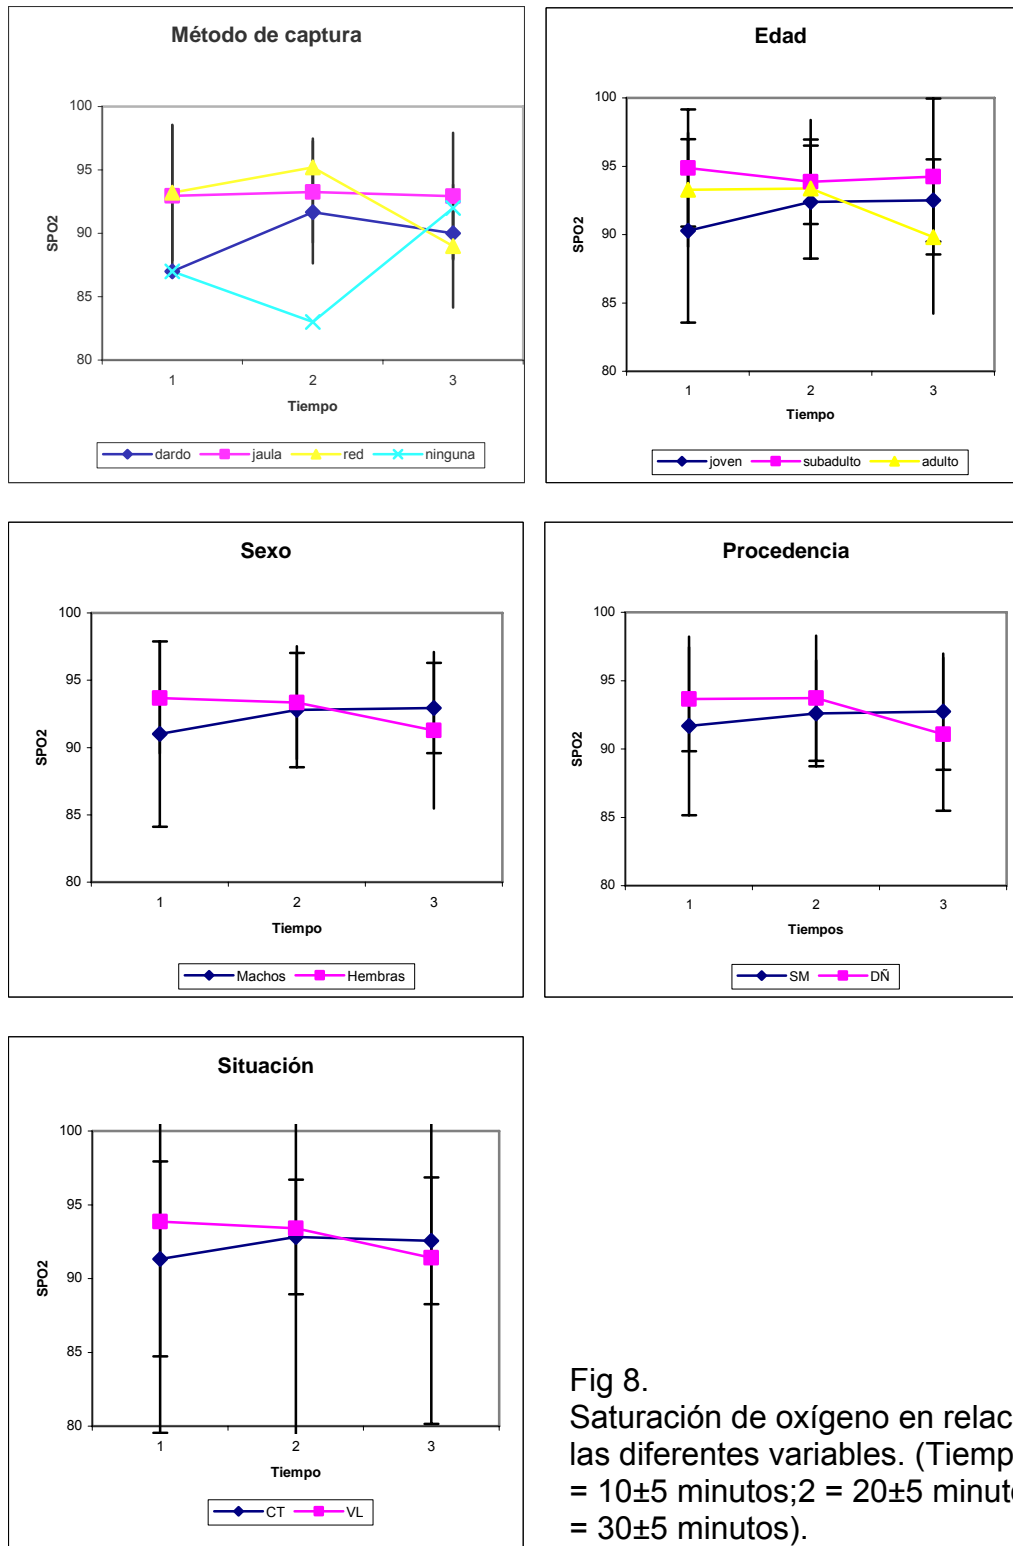 Método de captura
100
95
90
85
80
SPO2
1 2 3
Tiempo
dardo jaula red ninguna
Edad
100
95
90
85
80
SPO2
1 2 3
Tiempo
joven subadulto adulto
Sexo
100
95
90
85
80
SPO2
1 2 3
Tiempo
Machos Hembras
Procedencia
100
95
90
85
80
SPO2
1 2 3
Tiempos
SM DÑ
Situación
100
95
90
85
80
SPO2
1 2 3
Tiempo
CT VL
Fig 8.
Saturación de oxígeno en
las diferentes variables.
= 10±5 minutos;2 = 20±5
= 30±5 minutos).